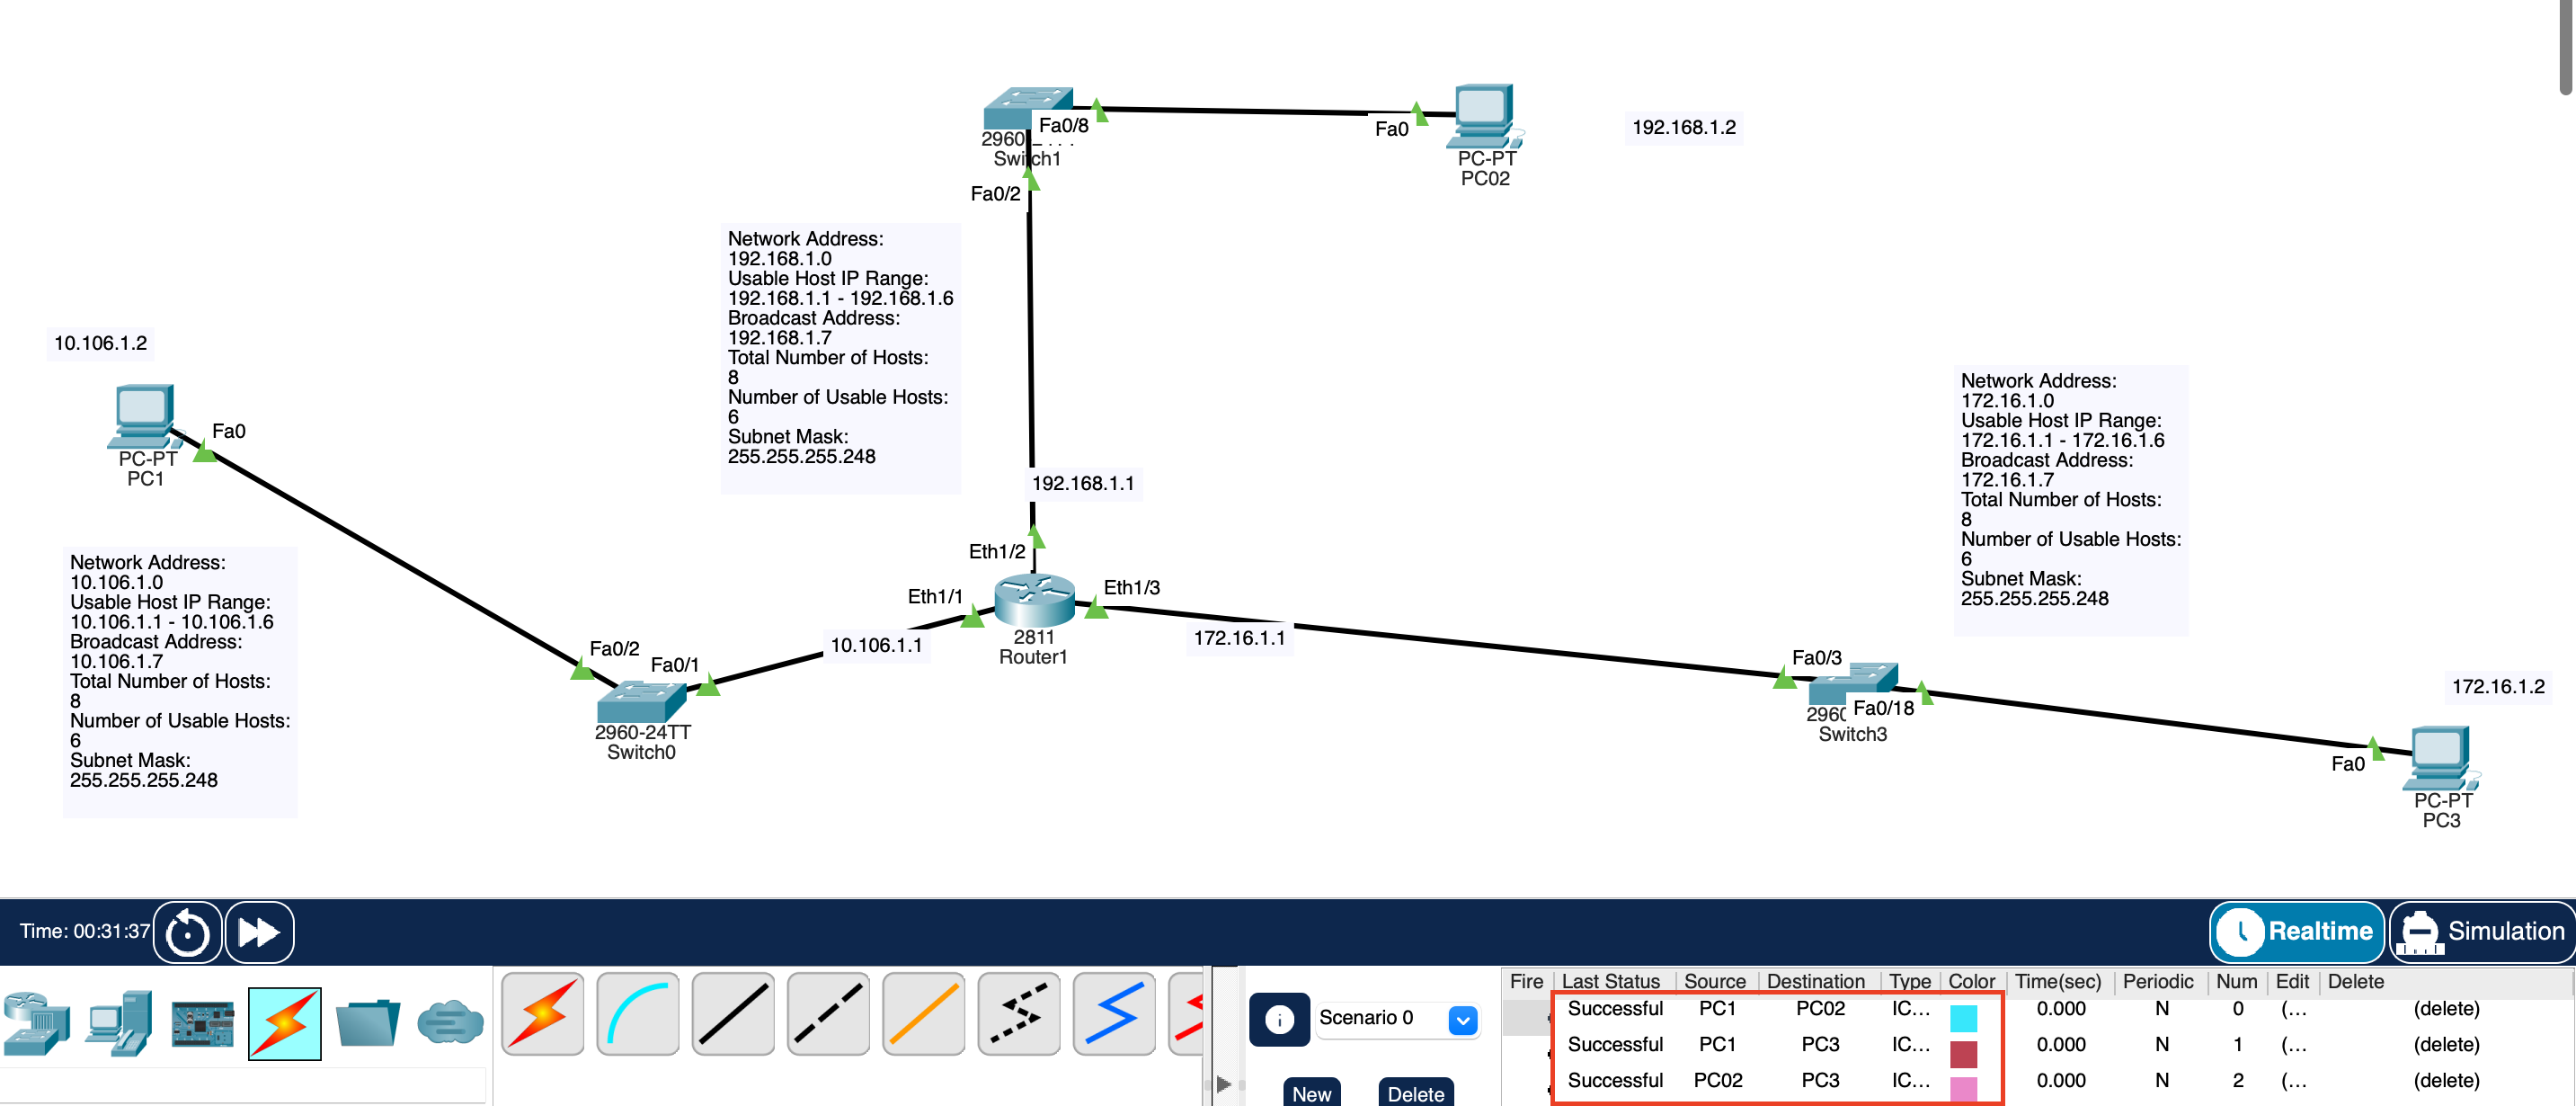 Fa0/8
2960
Switch1
Fa0/2
Fa0
PC-PT
PC02
192.168.1.2
Network Address:
192.168.1.0
Usable Host IP Range:
192.168.1.1 - 192.168.1.6
Broadcast Address:
192.168.1.7
Total Number of Hosts:
8
Number of Usable Hosts:
6
Subnet Mask:
255.255.255.248
10.106.1.2
Fa0
PC-PT
PC1
Network Address:
10.106.1.0
Usable Host IP Range:
10.106.1.1 - 10.106.1.6
Broadcast Address:
10.106.1.7
Total Number of Hosts:
8
Number of Usable Hosts:
6
Subnet Mask:
255.255.255.248
192.168.1.1
Eth1/2
Eth1/1
Eth1/3
2811
Router1
10.106.1.1
172.16.1.1
Fa0/2
Fa0/1
2960-24TT
Switch0
Network Address:
172.16.1.0
Usable Host IP Range:
172.16.1.1 - 172.16.1.6
Broadcast Address:
172.16.1.7
Total Number of Hosts:
8
Number of Usable Hosts:
6
Subnet Mask:
255.255.255.248
Fa0/3
Fa0/18
2960
Switch3
172.16.1.2
Fa0
PC-PT
PC3
Time: 00:31:37
Realtime
Simulation
Scenario 0
New
Delete
Fire Last Status Source Destination Type Color Time(sec) Periodic Num Edit Delete
Successful PC1 PC02 IC... 0.000 N 0 (... (delete)
Successful PC1 PC3 IC... 0.000 N 1 (... (delete)
Successful PC02 PC3 IC... 0.000 N 2 (... (delete)